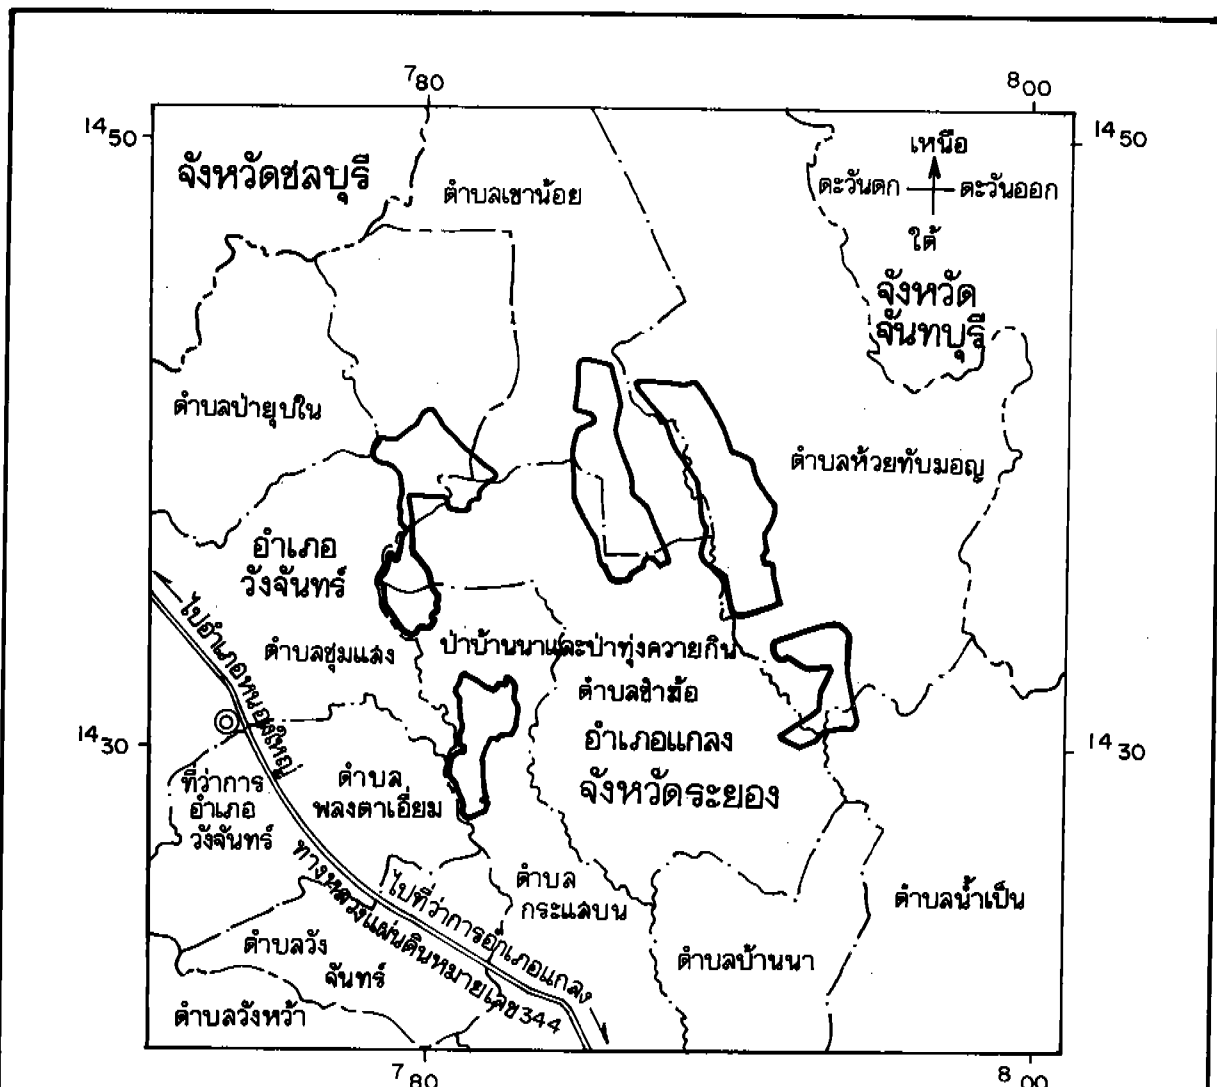 780
800
1450
1450
จังหวัดชลบุรี
ตำบลเขาน้อย
เหนือ
ตะวันตก
ตะวันออก
ใต้
จังหวัด
จันทบุรี
ตำบลป่ายุปใน
ตำบลห้วยทับมอญ
อำเภอ
วังจันทร์
ไปอำเภอหนองใหญ่
ตำบลชุมแสง
ป่าบ้านนาและป่าทุ่งควายกิน
ตำบลชำฆ้อ
อำเภอแกลง
จังหวัดระยอง
1430
1430
ที่ว่าการ
อำเภอ
วังจันทร์
ตำบล
พลงตาเอี่ยม
ทางหลวงแผ่นดินหมายเลข 344
ไปที่ว่าการอำเภอแกลง
ตำบล
กระแสบน
ตำบลน้ำเป็น
ตำบลวัง
จันทร์
ตำบลบ้านนา
ตำบลวังหว้า
780
800